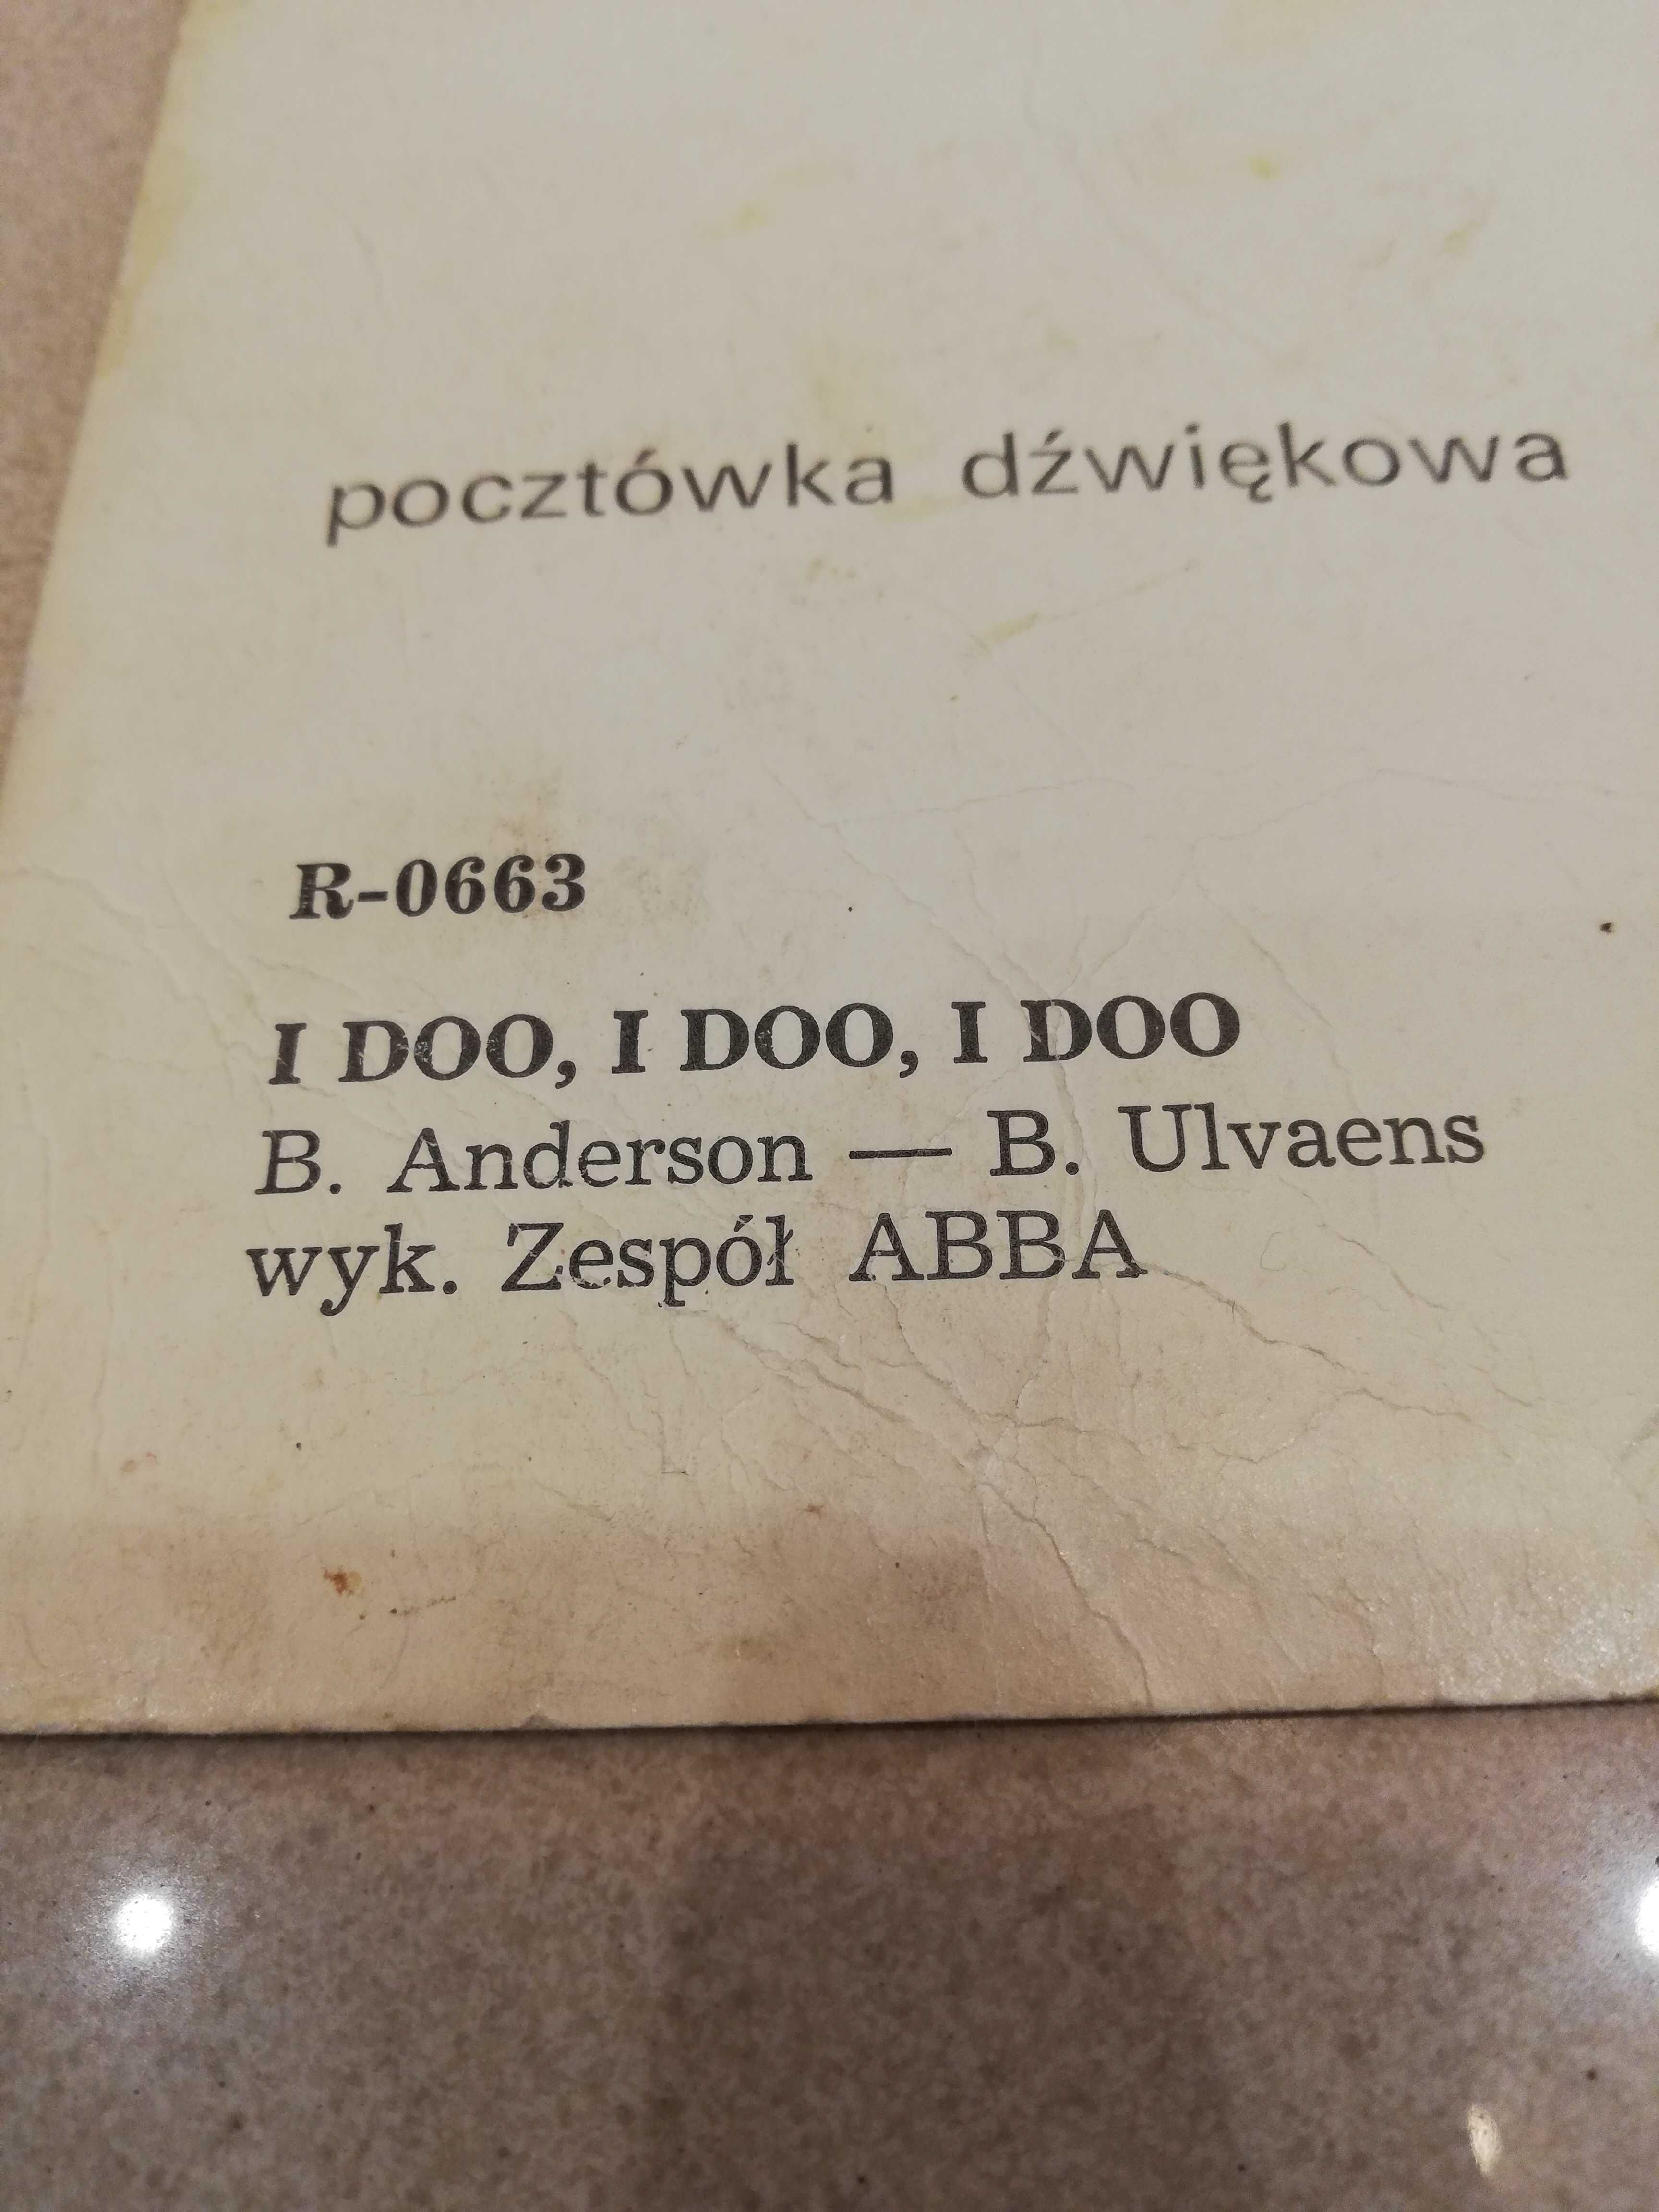 pocztówka dźwiękowa
R-0663
I DOO, I DOO, I DOO
B. Anderson — B. Ulvaens
wyk. Zespół ABBA